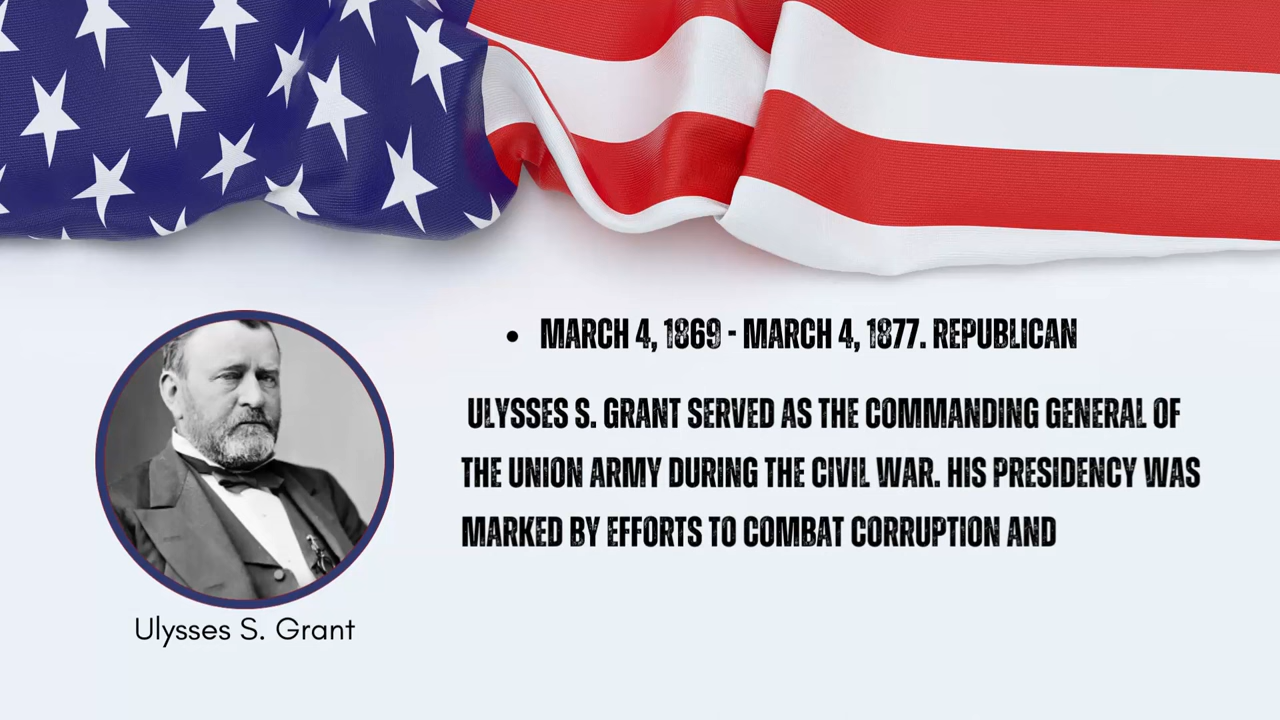 • MARCH 4, 1869 - MARCH 4, 1877. REPUBLICAN
ULYSSES S. GRANT SERVED AS THE COMMANDING GENERAL OF
THE UNION ARMY DURING THE CIVIL WAR. HIS PRESIDENCY WAS
MARKED BY EFFORTS TO COMBAT CORRUPTION AND
Ulysses S. Grant